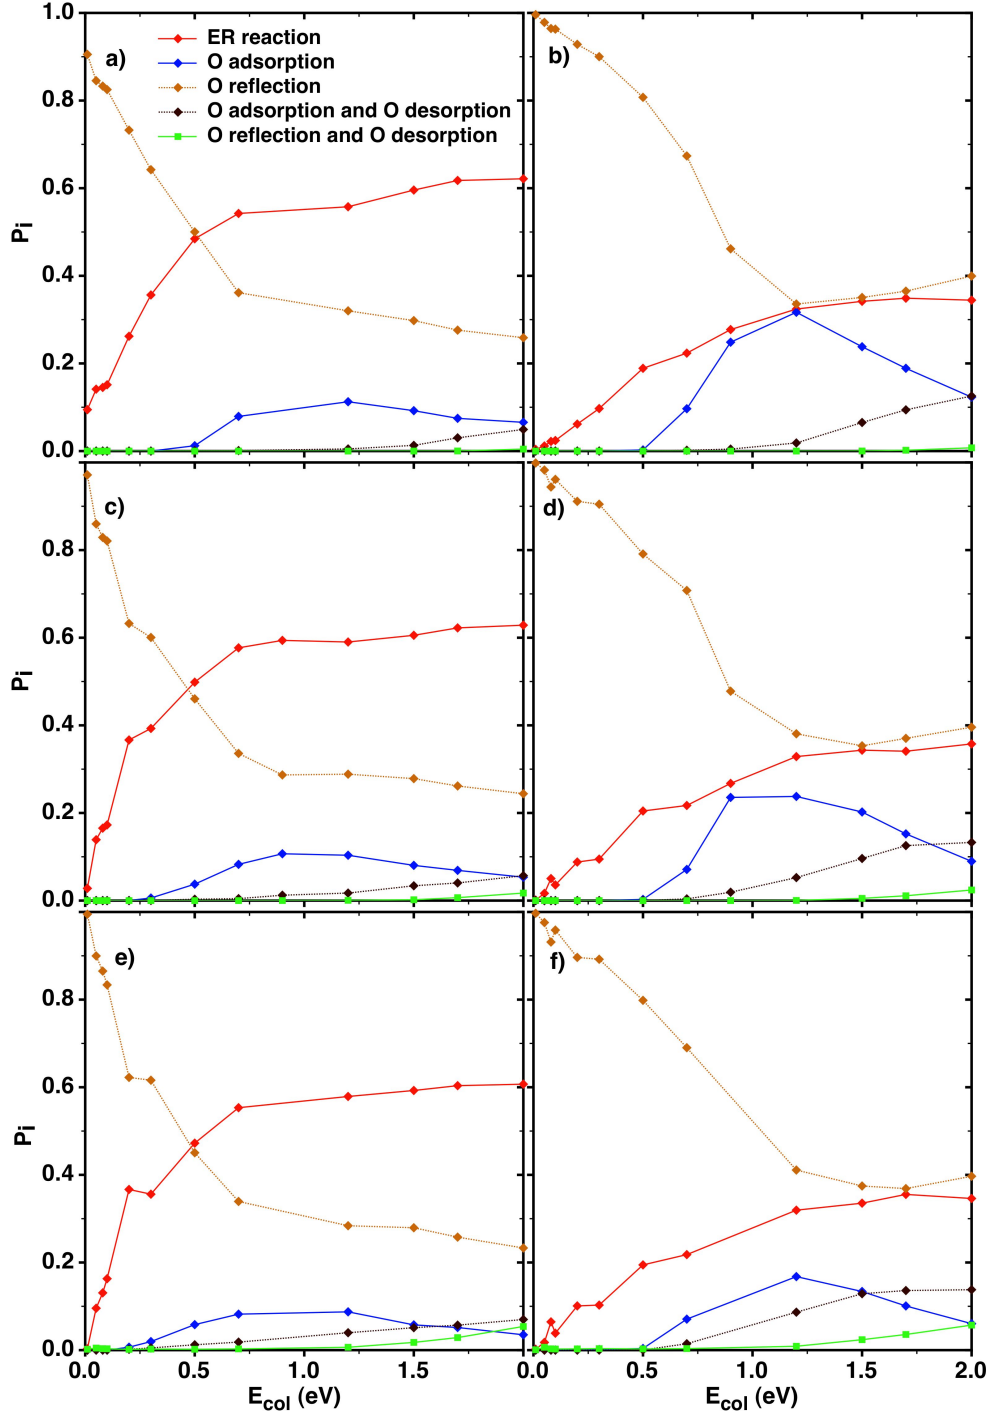 1.0
a)
ER reaction
O adsorption
O reflection
O adsorption and O desorption
O reflection and O desorption
b)
0.8
0.6
Pi
0.4
0.2
0.0
c)
d)
0.8
0.6
Pi
0.4
0.2
0.0
e)
f)
0.8
0.6
Pi
0.4
0.2
0.0
0.0 0.5 1.0 1.5 2.0 0.5 1.0 1.5 2.0
Ecol (eV) Ecol (eV)